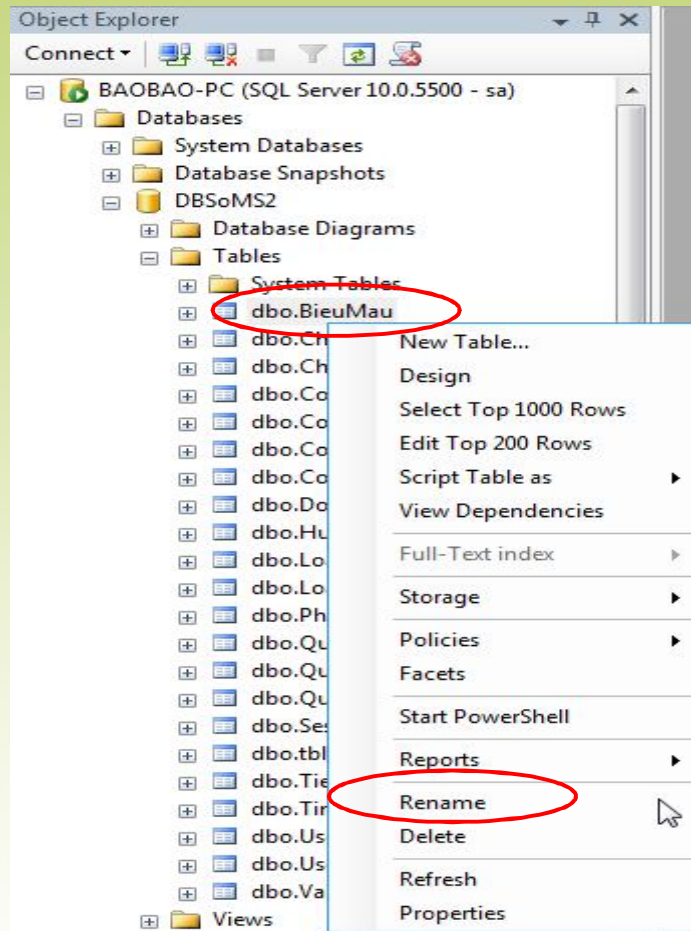 Object Explorer
Connect
BAOBAO-PC (SQL Server 10.0.5500 - sa)
Databases
System Databases
Database Snapshots
DBSoMS2
Database Diagrams
Tables
System Tables
dbo.BieuMau
dbo.Ch
dbo.Ch
dbo.Co
dbo.Co
dbo.Co
dbo.Co
dbo.Do
dbo.Hu
dbo.Lo
dbo.Lo
dbo.Ph
dbo.Qu
dbo.Qu
dbo.Qu
dbo.Ses
dbo.tbl
dbo.Tie
dbo.Tin
dbo.Us
dbo.Us
dbo.Va
Views
New Table...
Design
Select Top 1000 Rows
Edit Top 200 Rows
Script Table as
View Dependencies
Full-Text index
Storage
Policies
Facets
Start PowerShell
Reports
Rename
Delete
Refresh
Properties